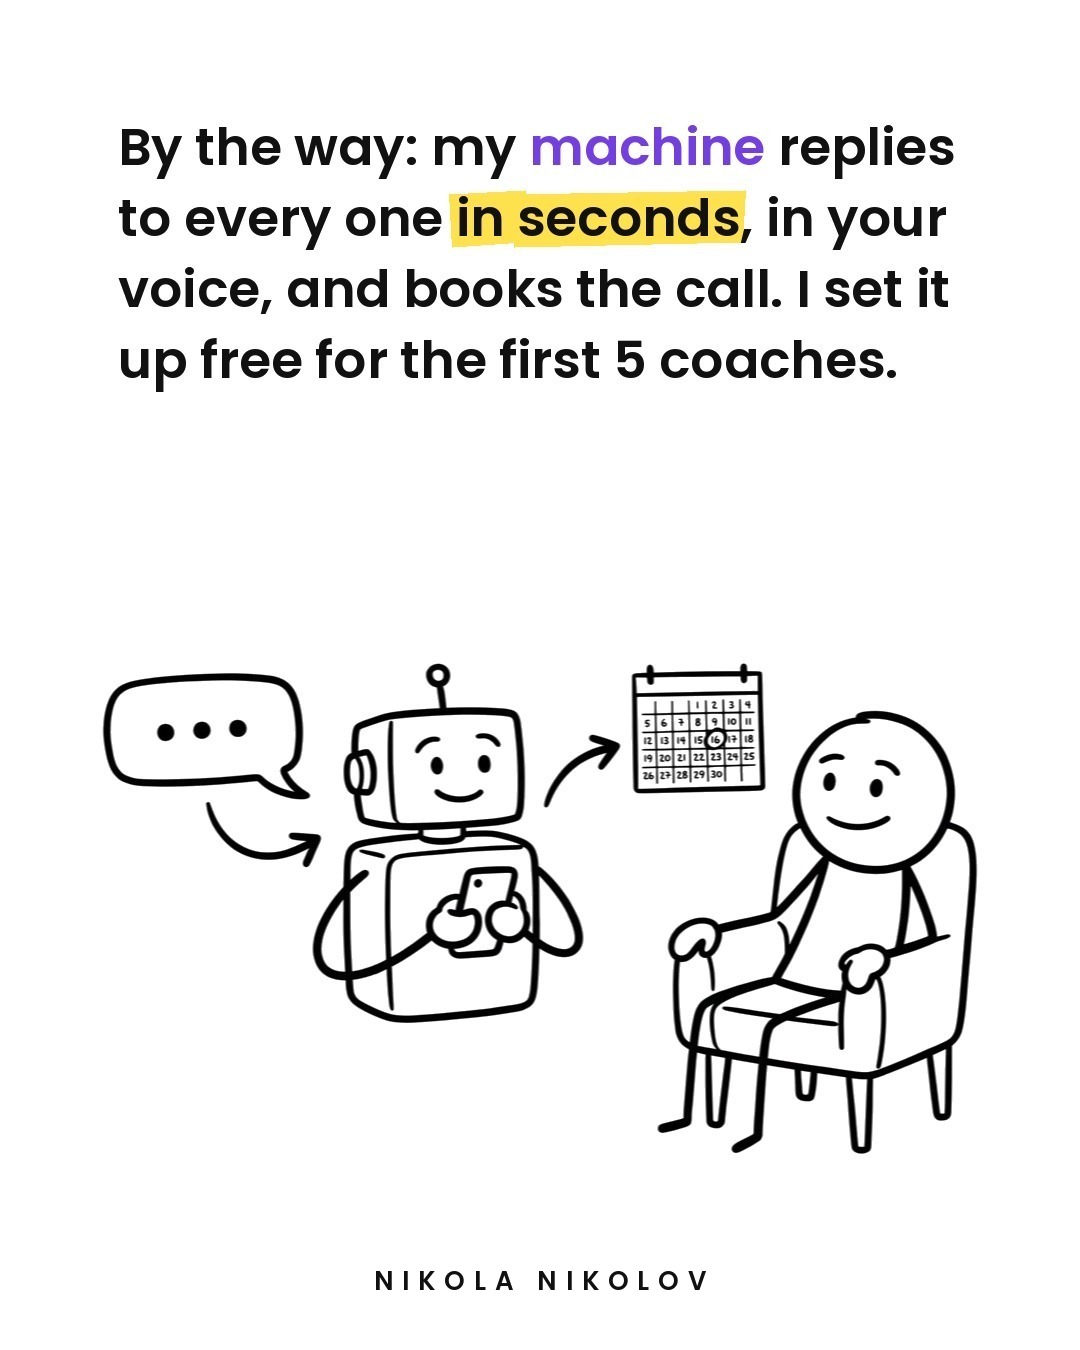 By the way: my machine replies
to every one in seconds, in your
voice, and books the call. I set it
up free for the first 5 coaches.
1 2 3 4
5 6 7 8 9 10 11
12 13 14 15 16 17 18
19 20 21 22 23 24 25
26 27 28 29 30
NIKOLA NIKOLOV